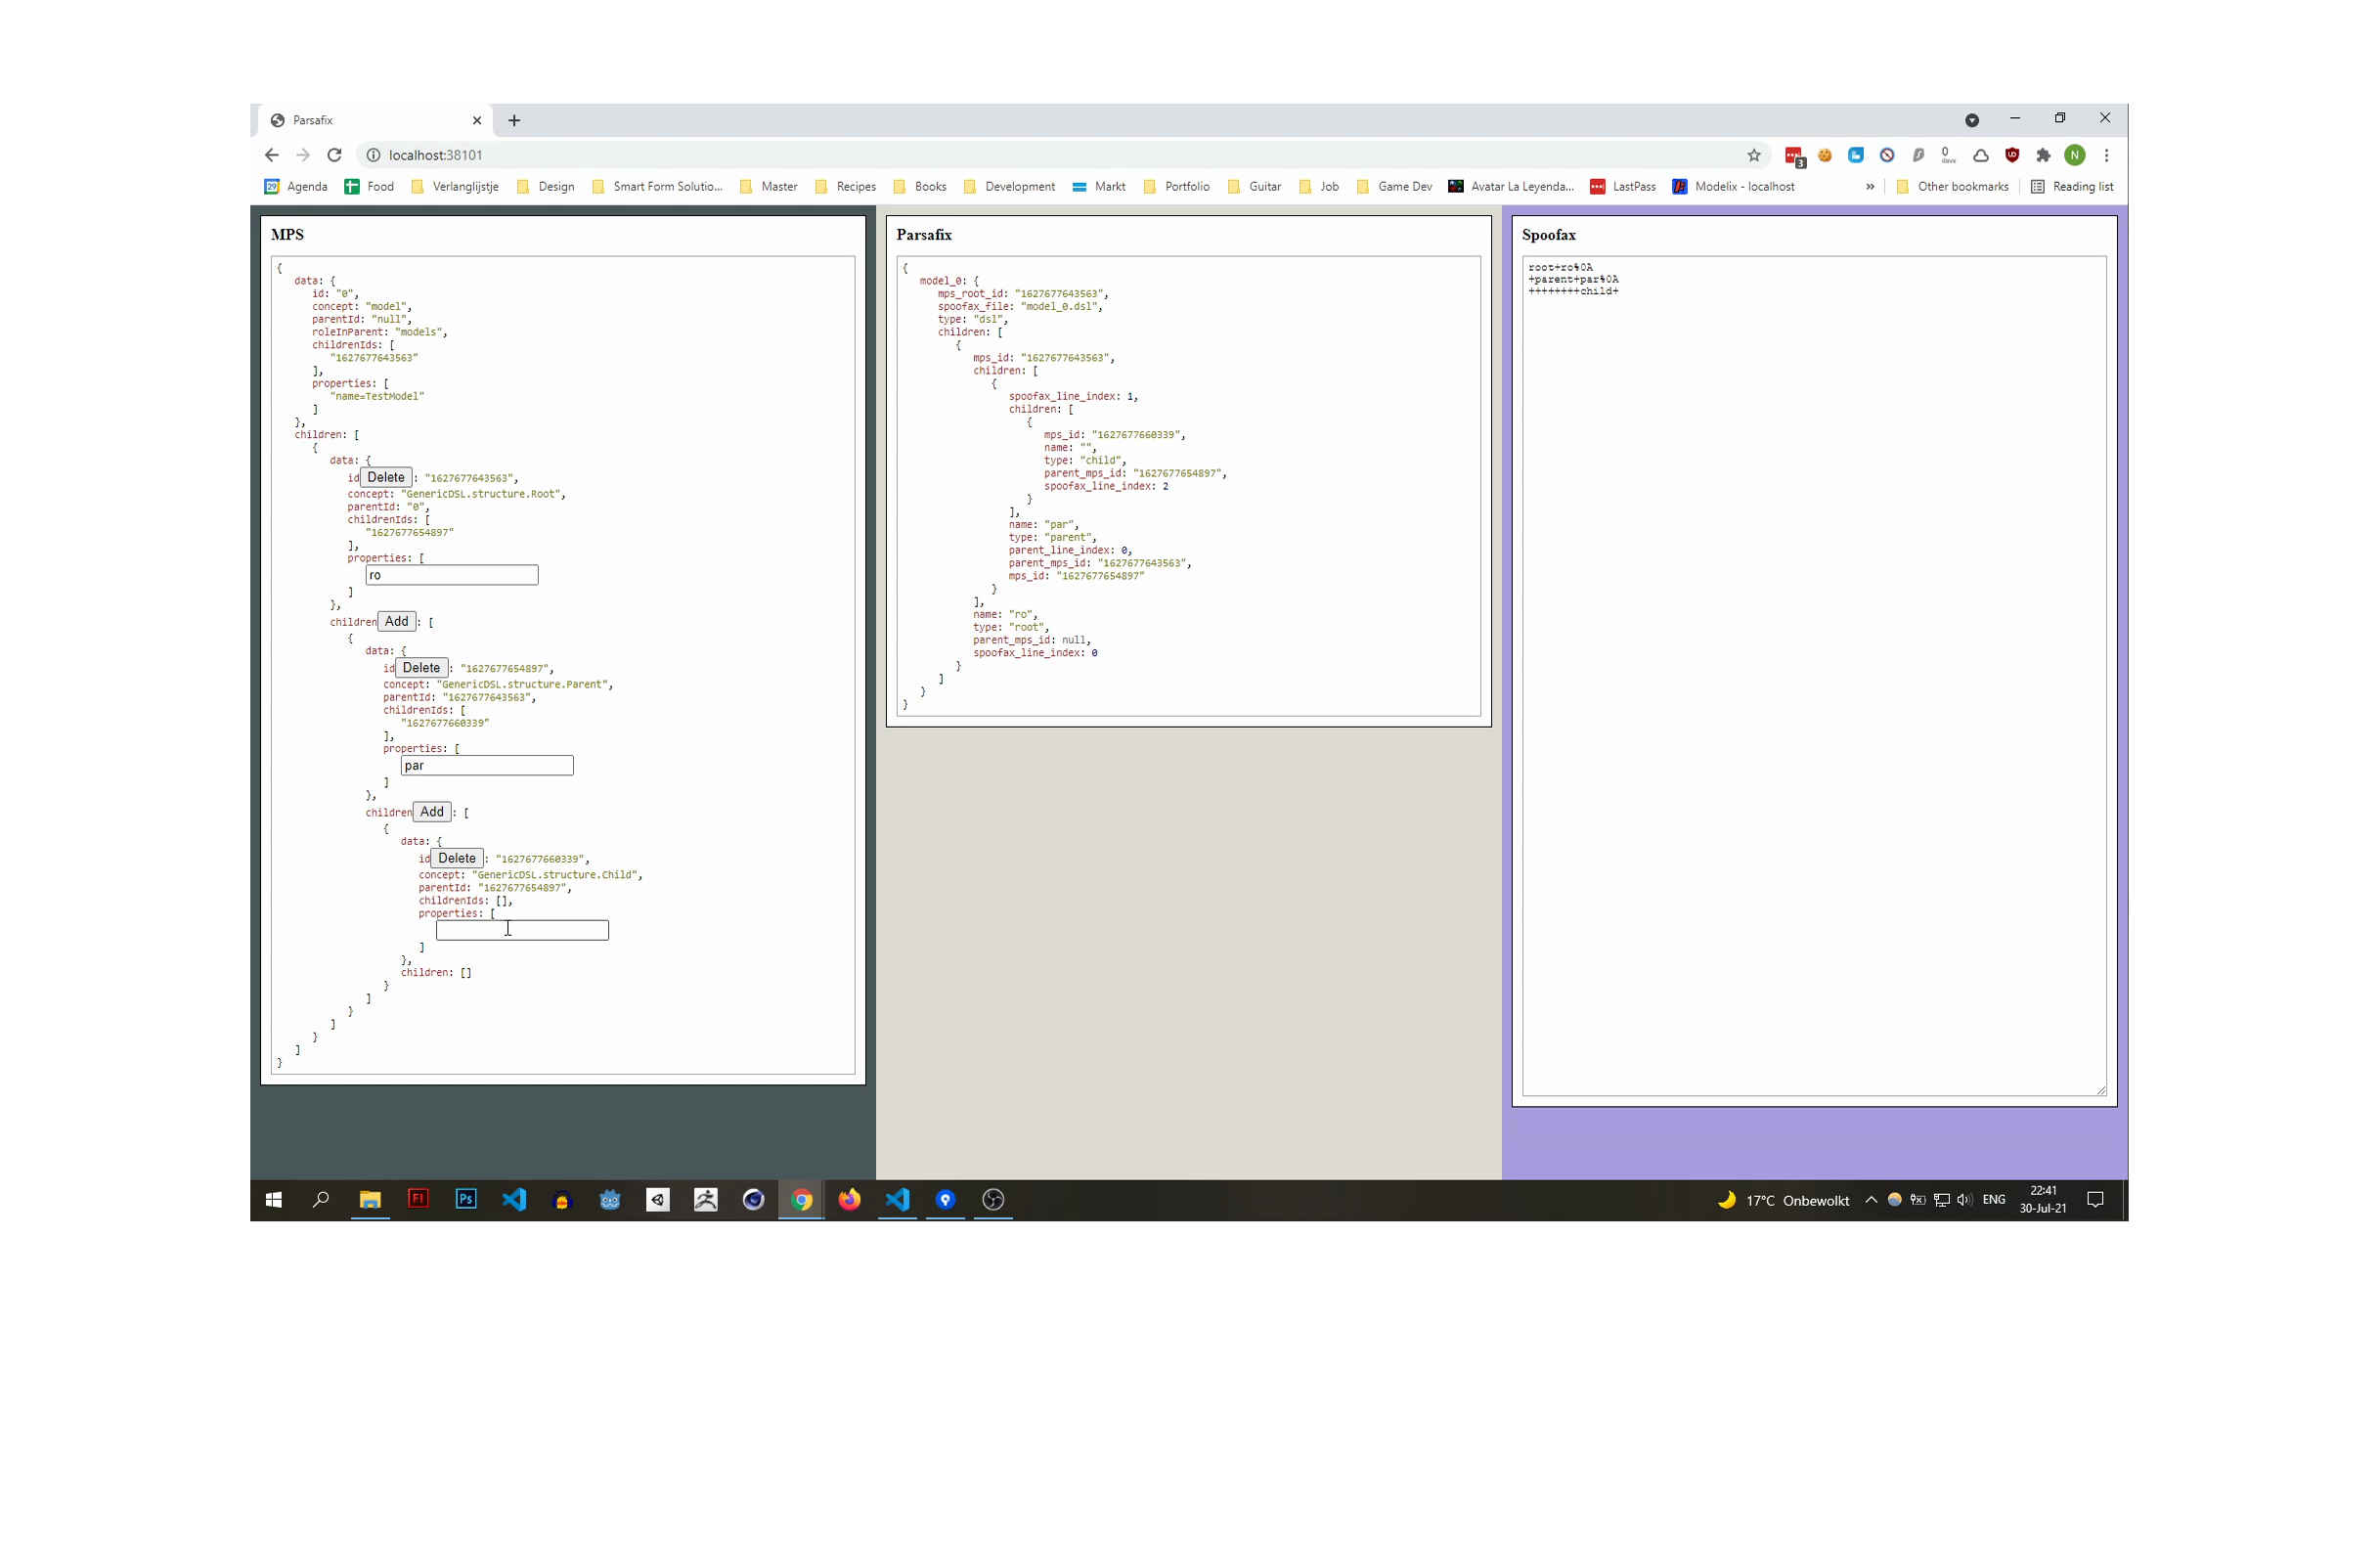 Parsafix
localhost:38101
3
0
days
N
29 Agenda Food Verlanglijstje Design Smart Form Solutio... Master Recipes Books Development Markt Portfolio Guitar Job Game Dev Avatar La Leyenda... LastPass Modelix - localhost » Other bookmarks Reading list
MPS
{
data: {
id: "0",
concept: "model",
parentId: "null",
roleInParent: "models",
childrenIds: [
"1627677643563"
],
properties: [
"name=TestModel"
]
},
children: [
{
data: {
id Delete : "1627677643563",
concept: "GenericDSL.structure.Root",
parentId: "0",
childrenIds: [
"1627677654897"
],
properties: [
ro
]
},
children Add : [
{
data: {
id Delete : "1627677654897",
concept: "GenericDSL.structure.Parent",
parentId: "1627677643563",
childrenIds: [
"1627677660339"
],
properties: [
par
]
},
children Add : [
{
data: {
id Delete : "1627677660339",
concept: "GenericDSL.structure.Child",
parentId: "1627677654897",
childrenIds: [],
properties: [
]
},
children: []
}
]
}
]
}
]
}
Parsafix
{
model_0: {
mps_root_id: "1627677643563",
spoofax_file: "model_0.dsl",
type: "dsl",
children: [
{
mps_id: "1627677643563",
children: [
{
spoofax_line_index: 1,
children: [
{
mps_id: "1627677660339",
name: "",
type: "child",
parent_mps_id: "1627677654897",
spoofax_line_index: 2
}
],
name: "par",
type: "parent",
parent_line_index: 0,
parent_mps_id: "1627677643563",
mps_id: "1627677654897"
}
],
name: "ro",
type: "root",
parent_mps_id: null,
spoofax_line_index: 0
}
]
}
}
Spoofax
root+ro%0A
+parent+par%0A
++++++++child+
Fl Ps
17°C Onbewolkt ENG
22:41
30-Jul-21